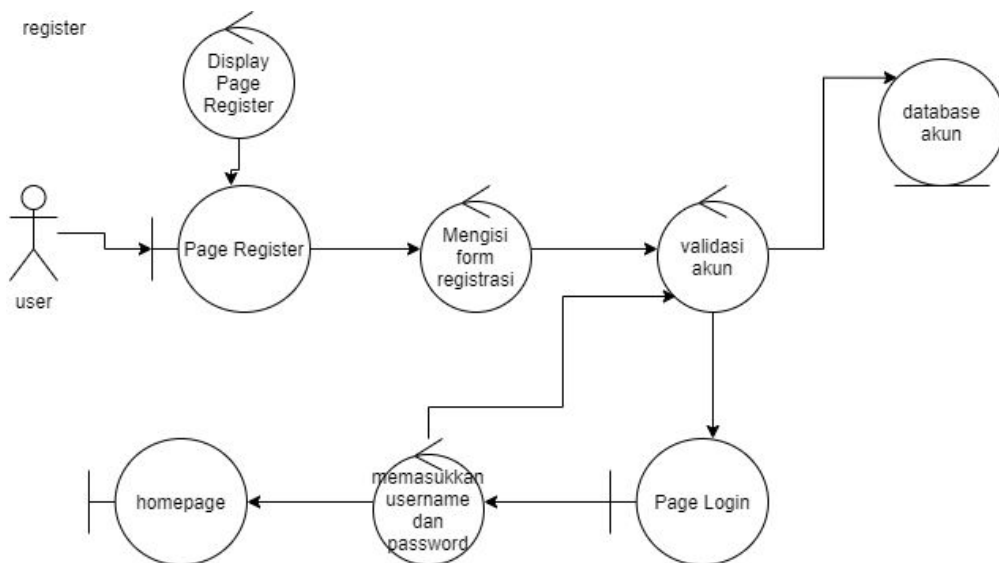 register
Display
Page
Register
database
akun
user
Page Register
Mengisi
form
registrasi
validasi
akun
homepage
memasukkan
username
dan
password
Page Login